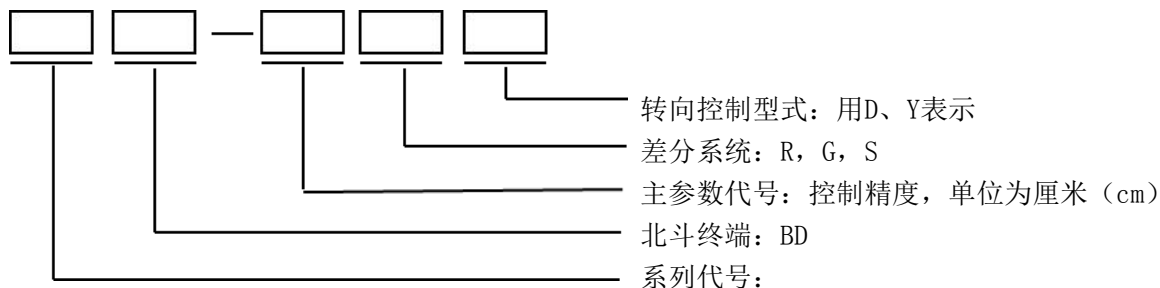 转向控制型式：用D、Y表示
差分系统：R，G，S
主参数代号：控制精度，单位为厘米（cm）
北斗终端：BD
系列代号：